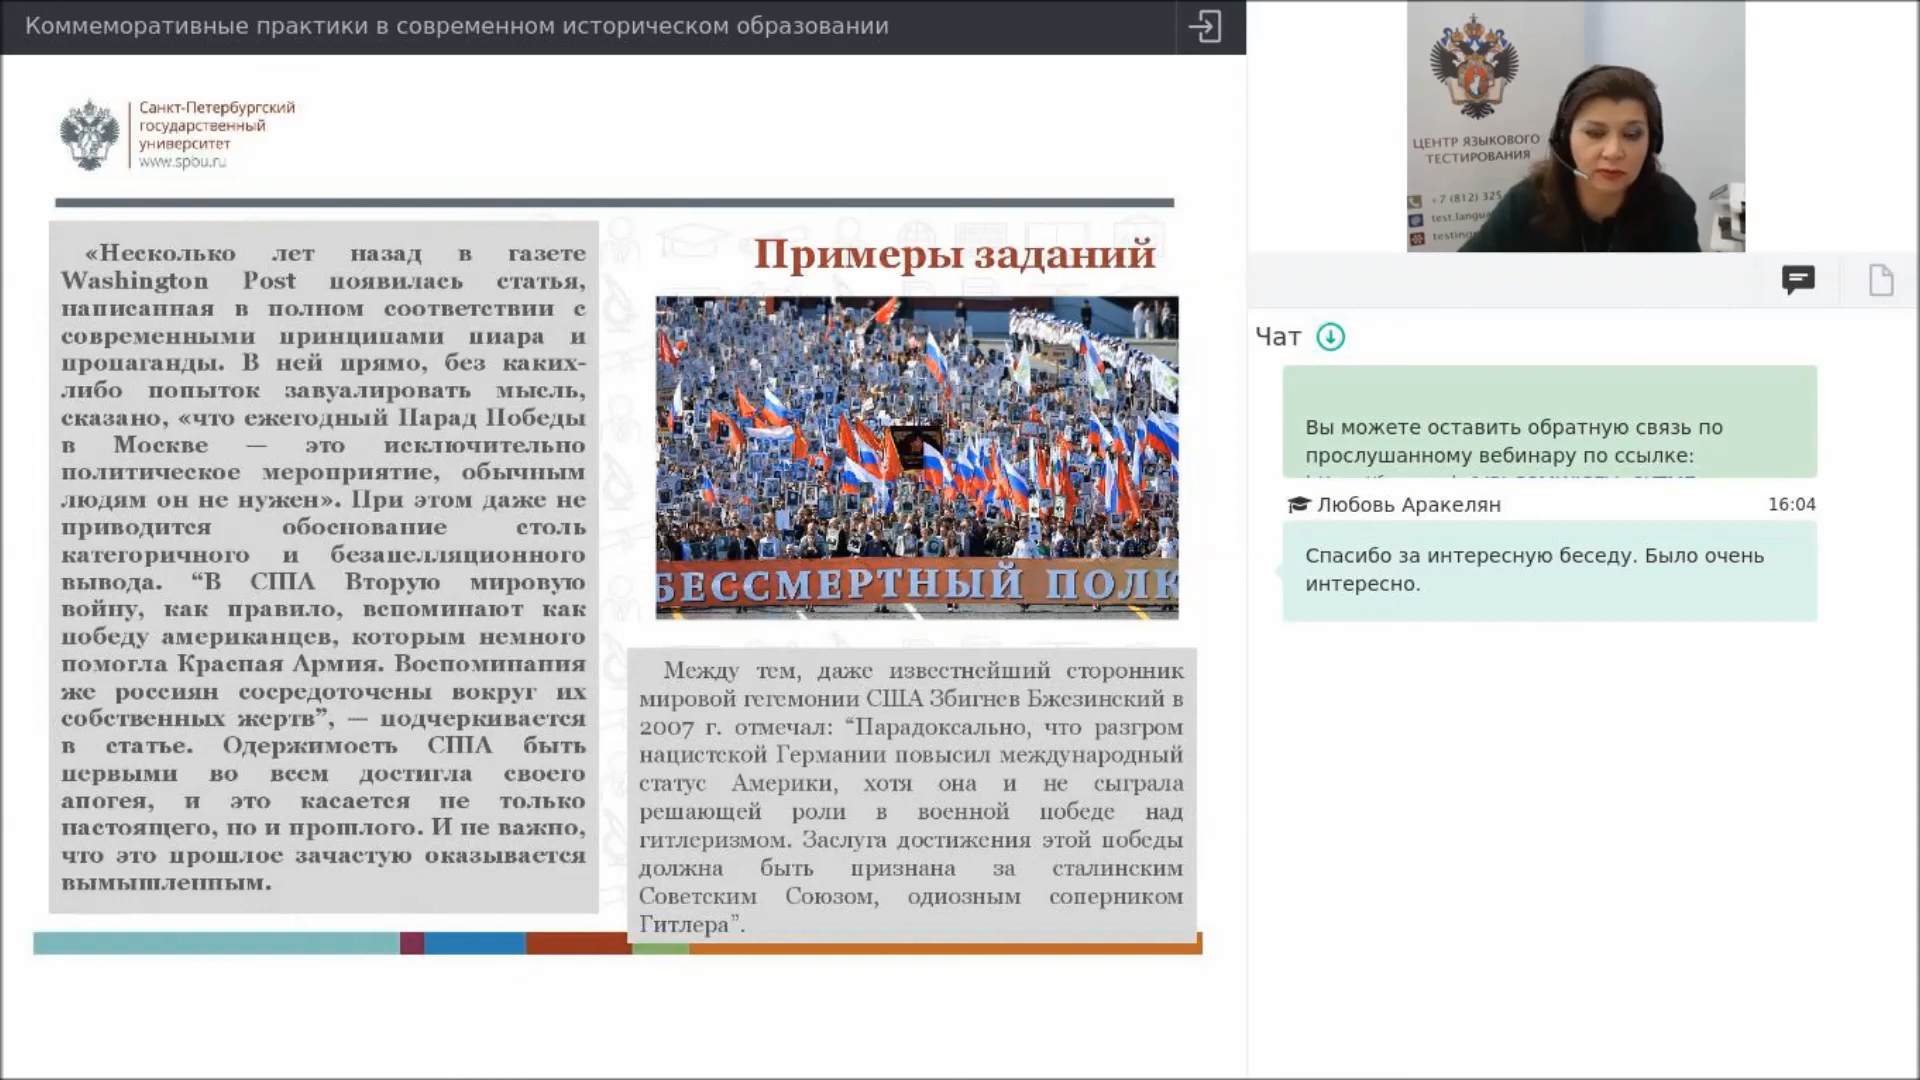 Коммеморативные практики в современном историческом образовании
Санкт-Петербургский
государственный
университет
www.spbu.ru
«Несколько лет назад в газете
Washington Post появилась статья,
написанная в полном соответствии с
современными принципами пиара и
пропаганды. В ней прямо, без каких-
либо попыток завуалировать мысль,
сказано, «что ежегодный Парад Победы
в Москве — это исключительно
политическое мероприятие, обычным
людям он не нужен». При этом даже не
приводится обоснование столь
категоричного и безапелляционного
вывода. “В США Вторую мировую
войну, как правило, вспоминают как
победу американцев, которым немного
помогла Красная Армия. Воспоминания
же россиян сосредоточены вокруг их
собственных жертв”, — подчеркивается
в статье. Одержимость США быть
первыми во всем достигла своего
апогея, и это касается не только
настоящего, но и прошлого. И не важно,
что это прошлое зачастую оказывается
вымышленным.
Примеры заданий
БЕССМЕРТНЫЙ ПОЛК
Между тем, даже известнейший сторонник
мировой гегемонии США Збигнев Бжезинский в
2007 г. отмечал: “Парадоксально, что разгром
нацистской Германии повысил международный
статус Америки, хотя она и не сыграла
решающей роли в военной победе над
гитлеризмом. Заслуга достижения этой победы
должна быть признана за сталинским
Советским Союзом, одиозным соперником
Гитлера”.
ЦЕНТР ЯЗЫКОВОГО
ТЕСТИРОВАНИЯ
+7 (812) 325
test.langu
testing
Чат
Вы можете оставить обратную связь по
прослушанному вебинару по ссылке:
Любовь Аракелян 16:04
Спасибо за интересную беседу. Было очень
интересно.